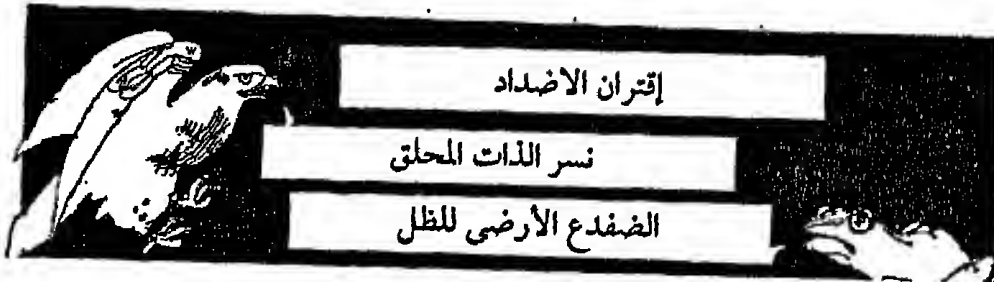 إقتران الاضداد
نسر الذات المحلق
الضفدع الأرضى للظل